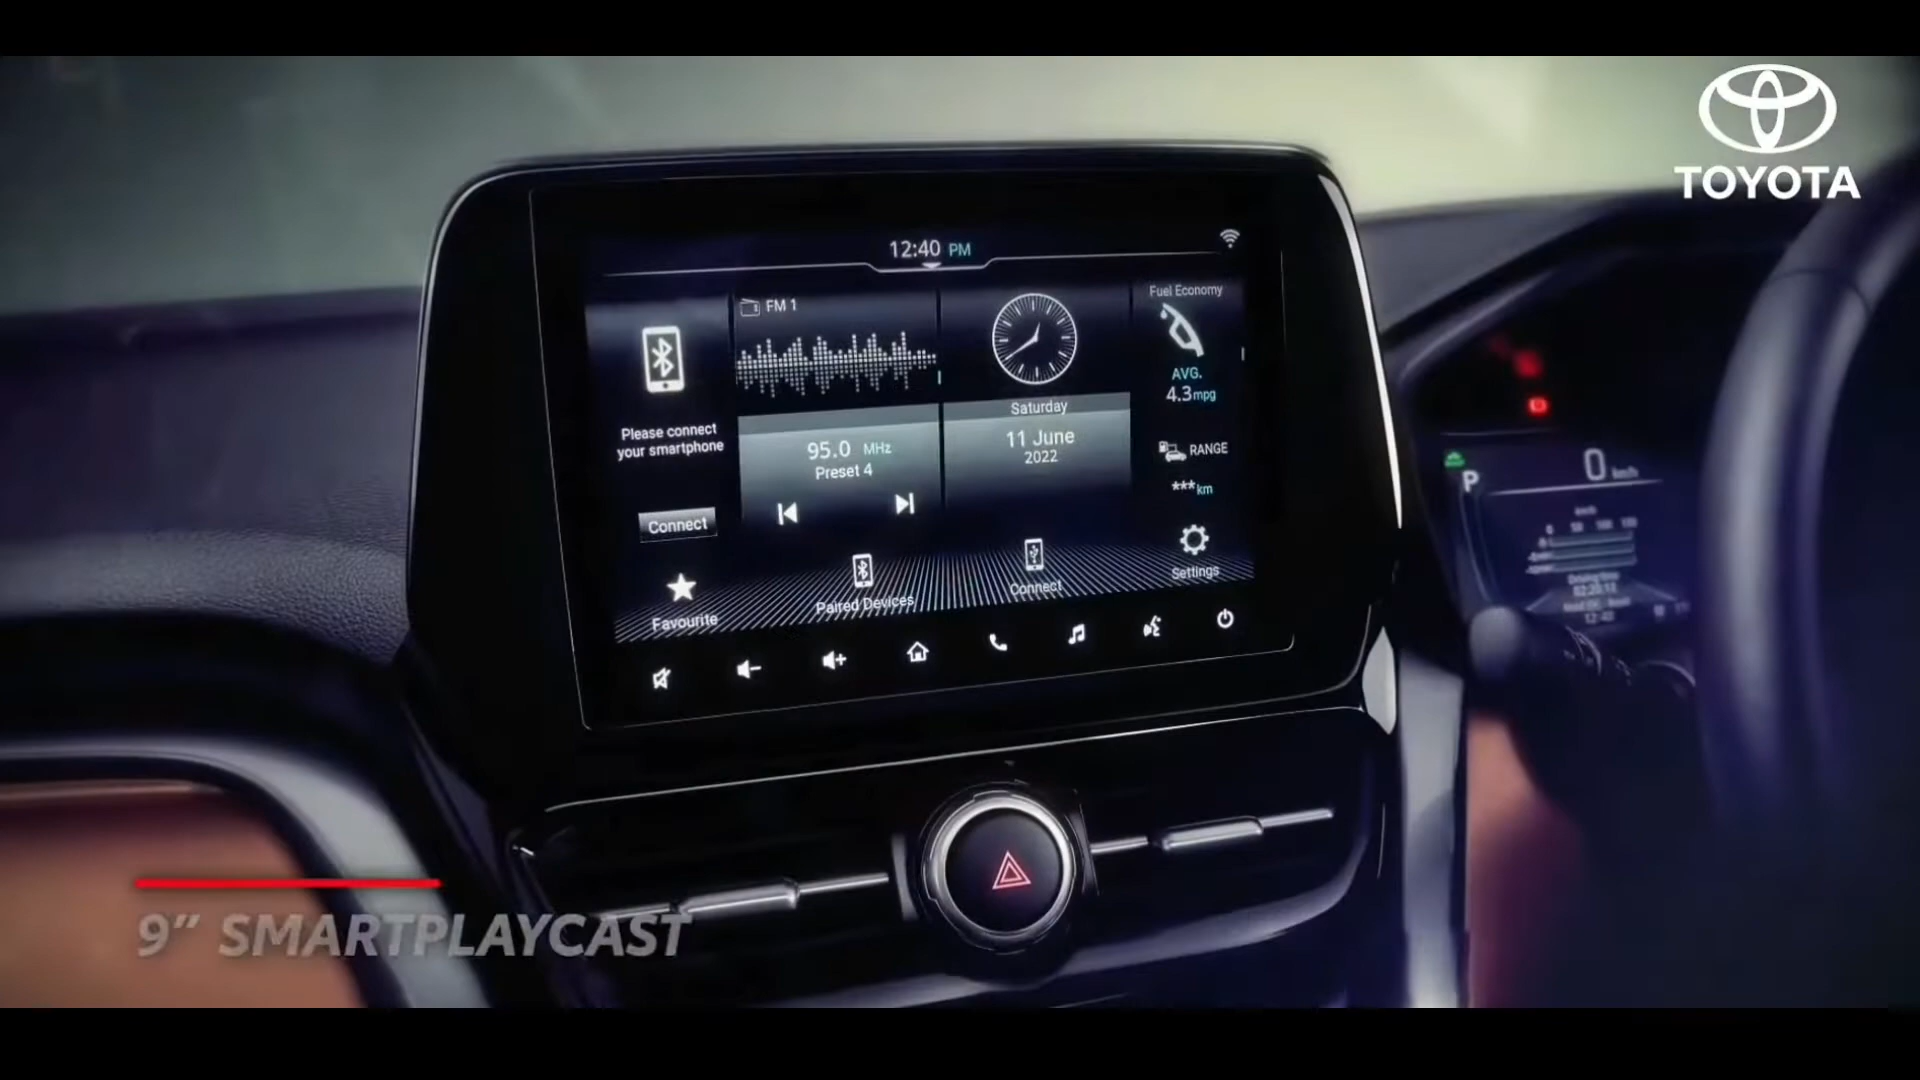 TOYOTA
12:40 PM
FM 1
Fuel Economy
AVG.
4.3mpg
Please connect
your smartphone
95.0 MHz
Preset 4
Saturday
11 June
2022
RANGE
***km
Connect
Favourite
Paired Devices
Connect
Settings
P
0 km/h
9" SMARTPLAYCAST